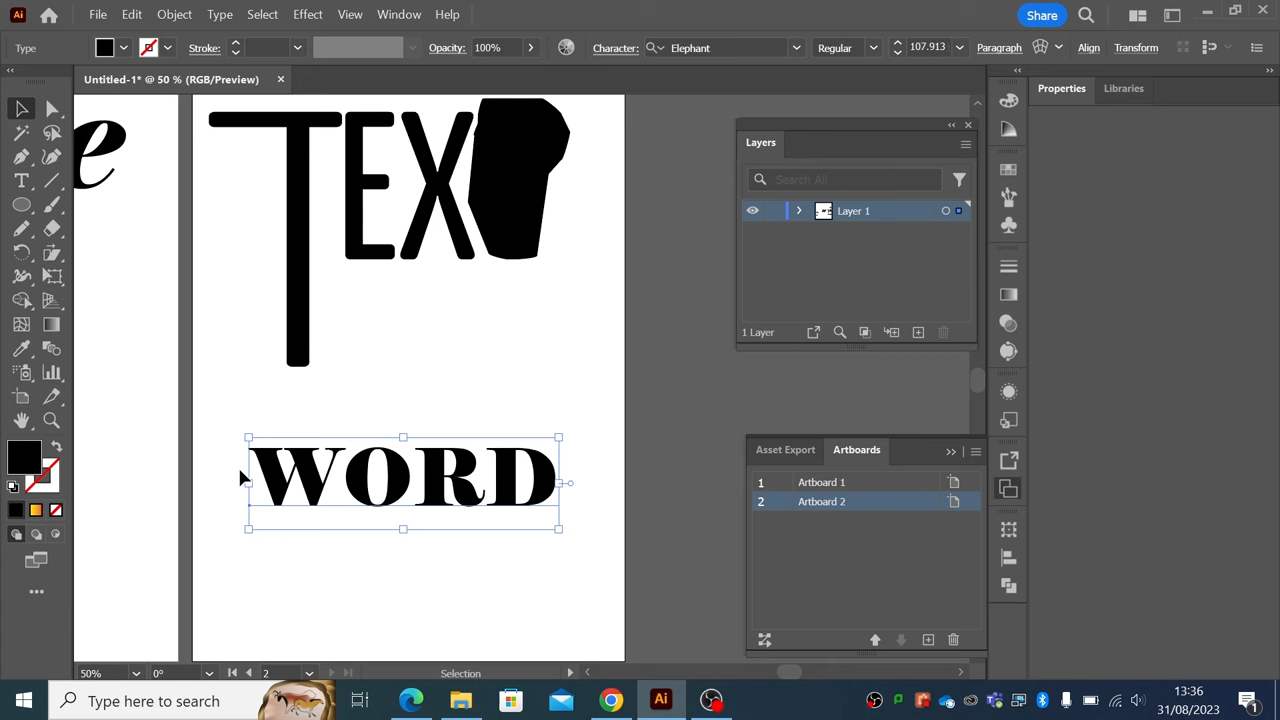 Ai File Edit Object Type Select Effect View Window Help Share
Type Stroke: Opacity: 100% Character: Elephant Regular 107.913 Paragraph Align Transform
Untitled-1* @ 50 % (RGB/Preview)
Properties Libraries
e
TEX
Layers
Search All
Layer 1
1 Layer
WORD
Asset Export Artboards
1 Artboard 1
2 Artboard 2
50% 0° 2 Selection
Type here to search
Ai
13:36
31/08/2023
1